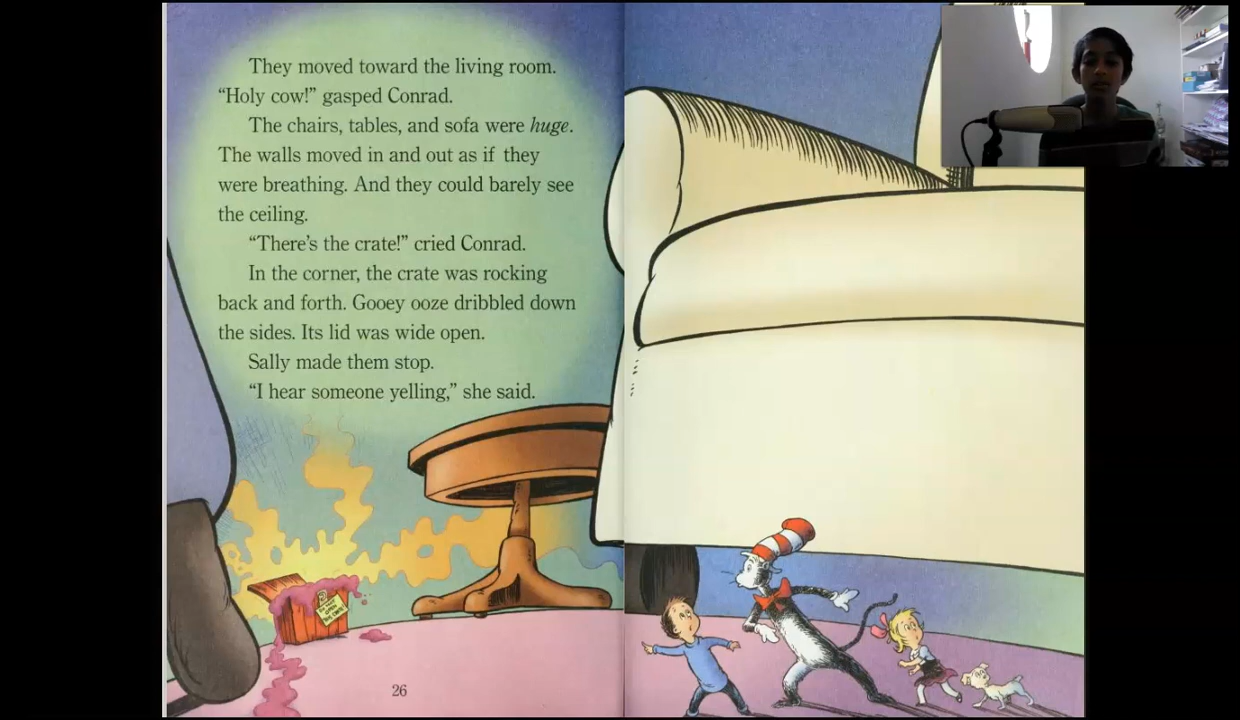 They moved toward the living room.
“Holy cow!” gasped Conrad.
The chairs, tables, and sofa were huge.
The walls moved in and out as if they
were breathing. And they could barely see
the ceiling.
“There’s the crate!” cried Conrad.
In the corner, the crate was rocking
back and forth. Gooey ooze dribbled down
the sides. Its lid was wide open.
Sally made them stop.
“I hear someone yelling,” she said.
26